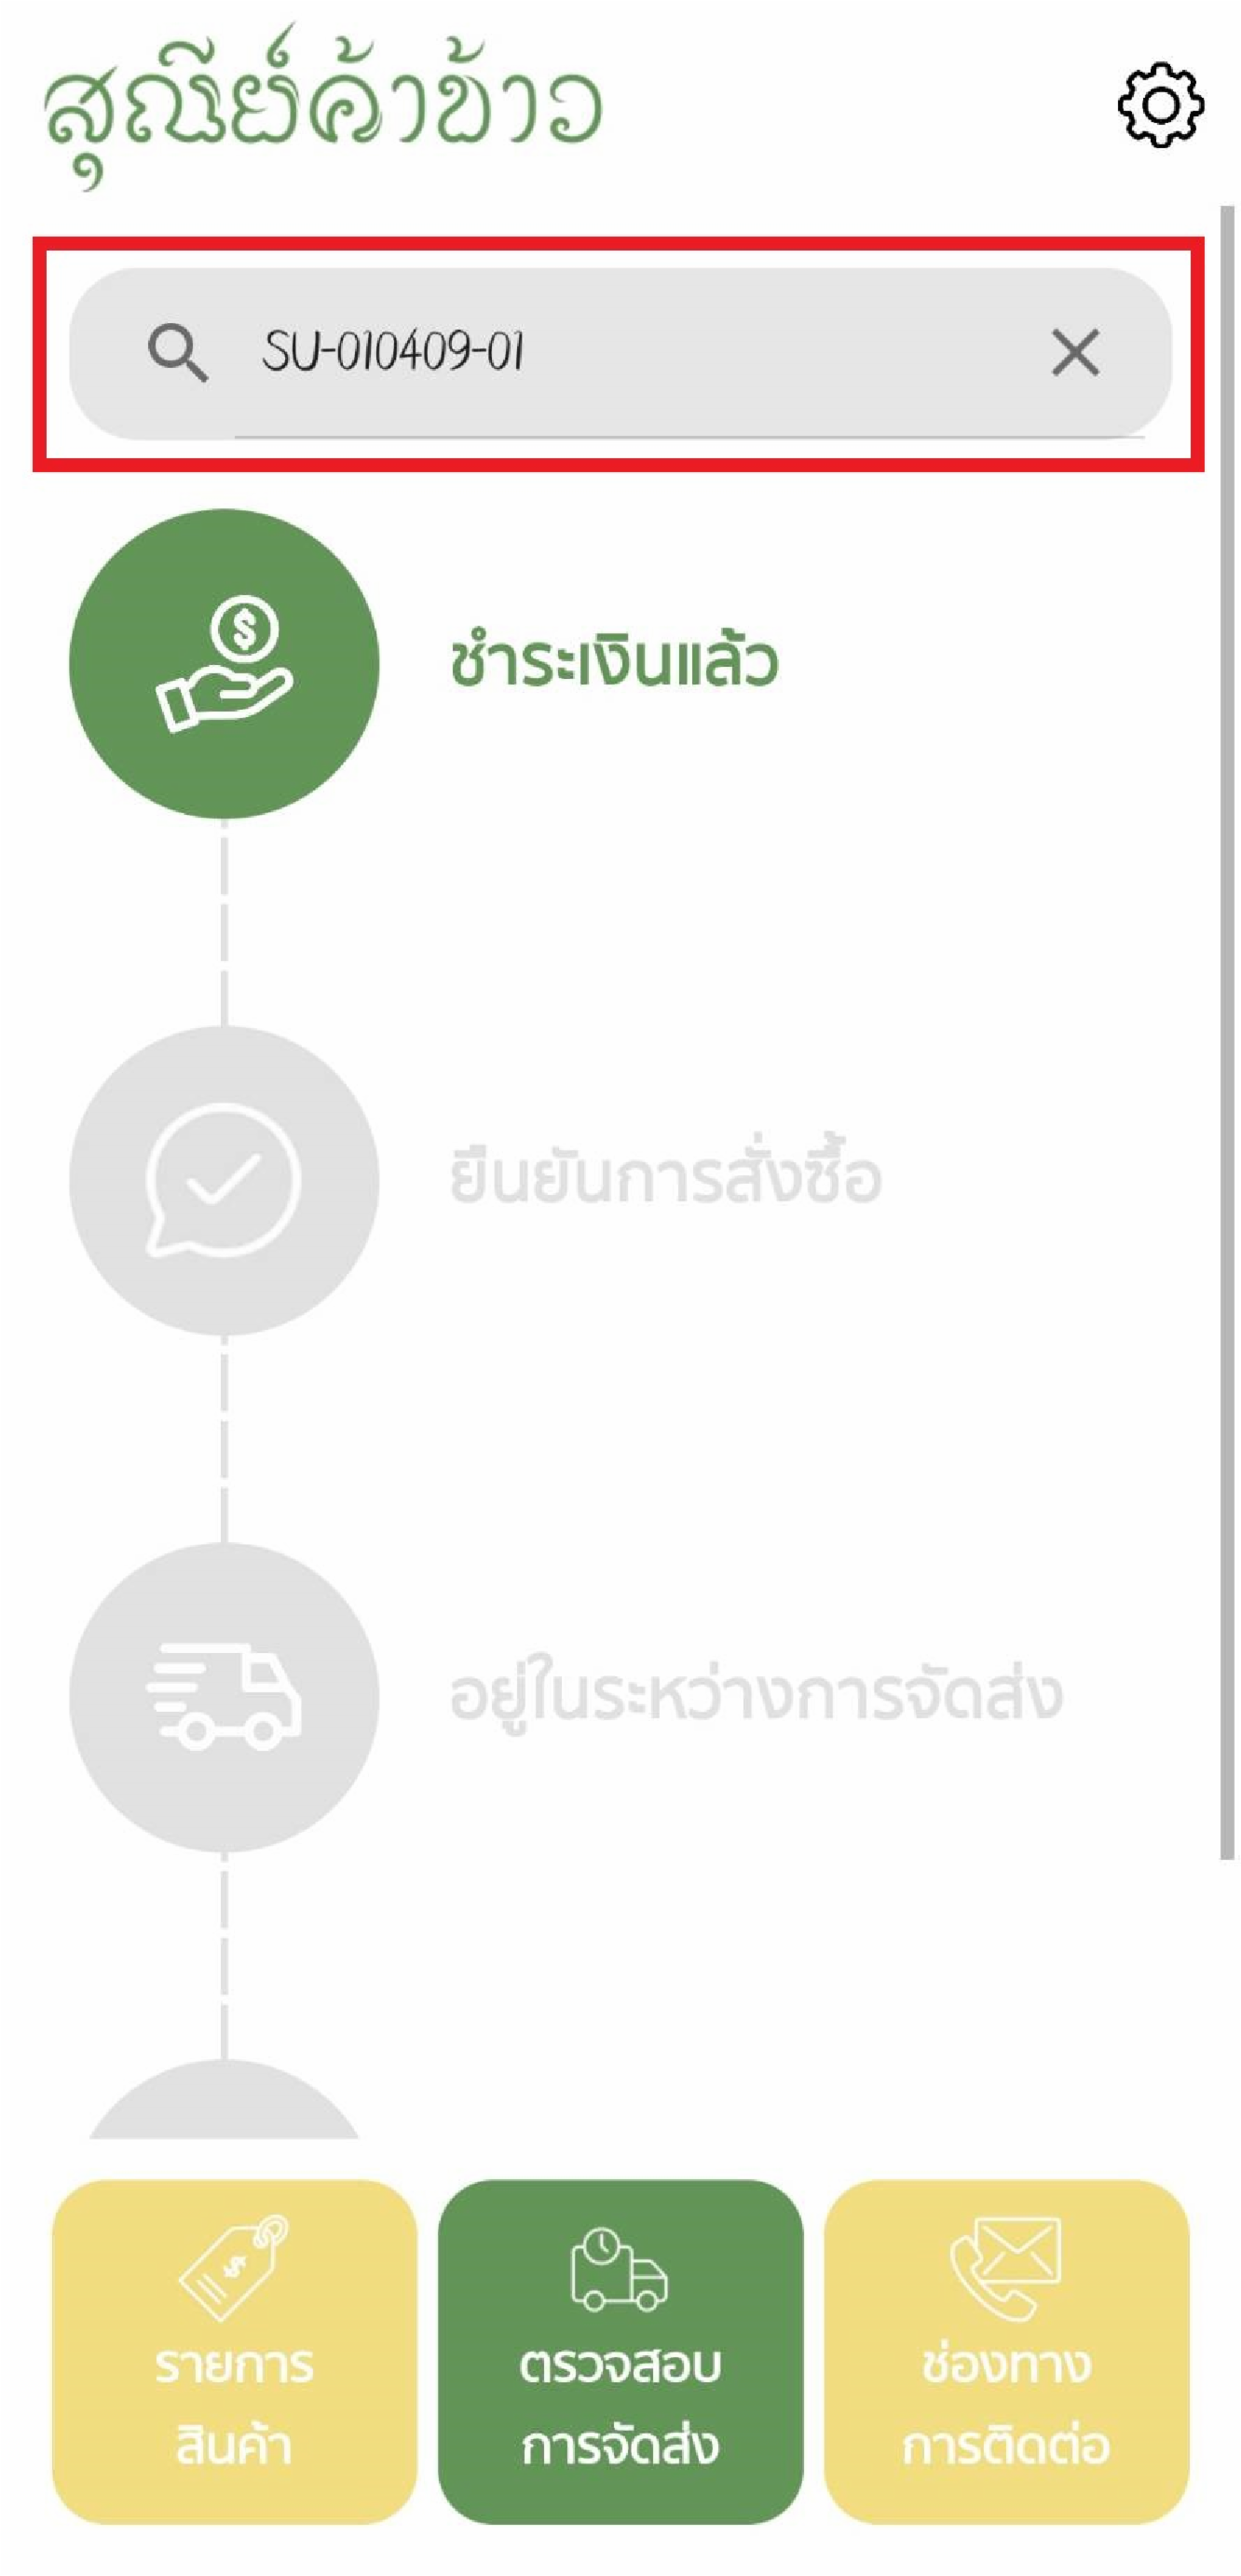 สุณีย์ค้าข้าว
SU-010409-01
ชำระเงินแล้ว
ยืนยันการสั่งซื้อ
อยู่ในระหว่างการจัดส่ง
รายการ
สินค้า
ตรวจสอบ
การจัดส่ง
ช่องทาง
การติดต่อ